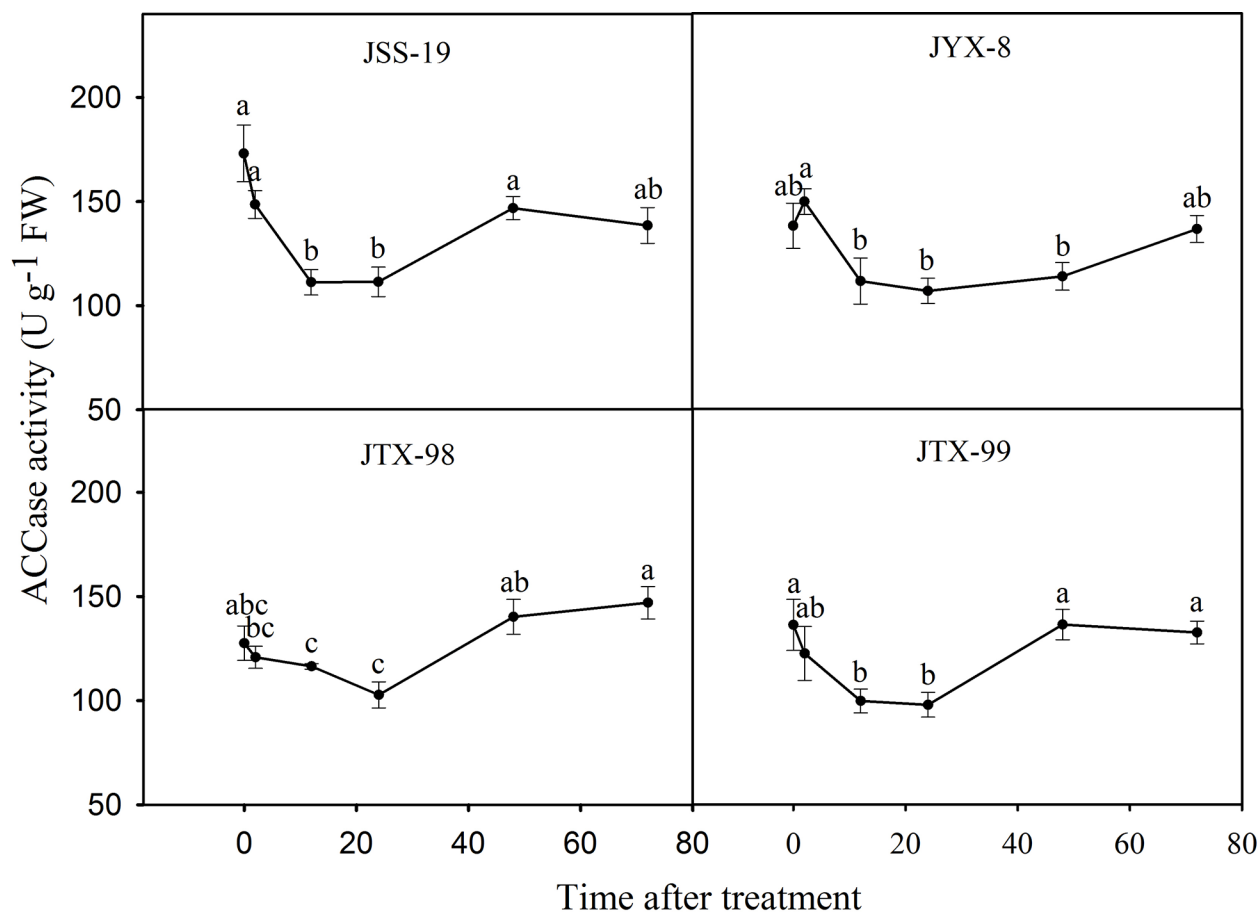 ACCase activity (U g-1 FW)
JSS-19
200
150
100
50
a
a
b
b
a
ab
JYX-8
ab
a
b
b
b
ab
JTX-98
200
150
100
50
abc
bc
c
c
ab
a
0 20 40 60 80
JTX-99
a
ab
b
b
a
a
0 20 40 60 80
Time after treatment